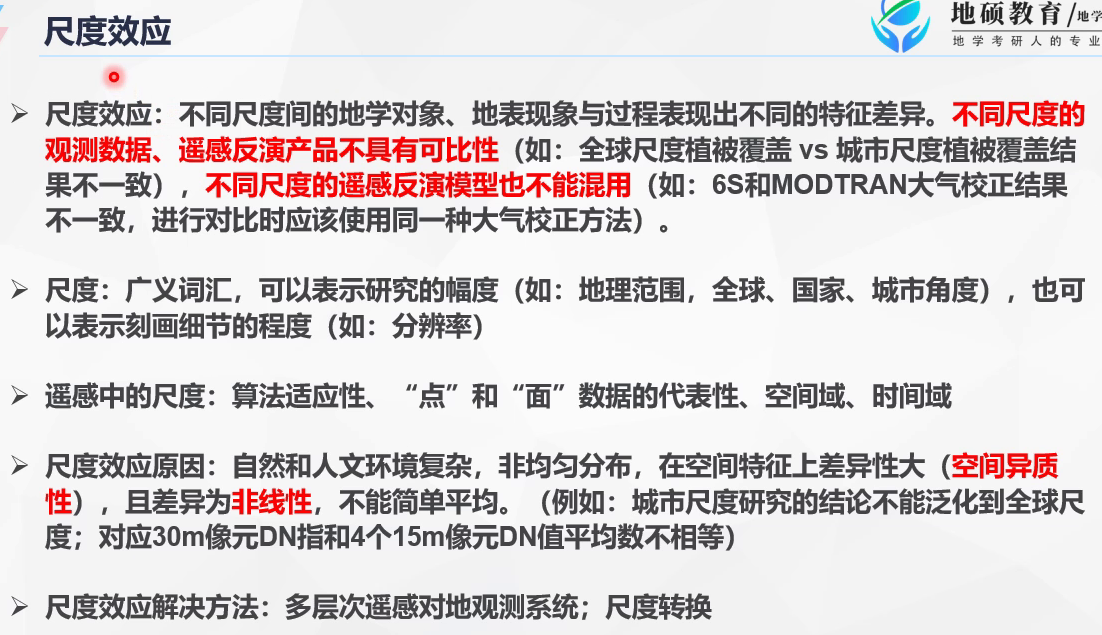 尺度效应
地硕教育/地学
地学考研人的专业
尺度效应：不同尺度间的地学对象、地表现象与过程表现出不同的特征差异。不同尺度的
观测数据、遥感反演产品不具有可比性（如：全球尺度植被覆盖 vs 城市尺度植被覆盖结
果不一致），不同尺度的遥感反演模型也不能混用（如：6S和MODTRAN大气校正结果
不一致，进行对比时应该使用同一种大气校正方法）。
尺度：广义词汇，可以表示研究的幅度（如：地理范围，全球、国家、城市角度），也可
以表示刻画细节的程度（如：分辨率）
遥感中的尺度：算法适应性、“点”和“面”数据的代表性、空间域、时间域
尺度效应原因：自然和人文环境复杂，非均匀分布，在空间特征上差异性大（空间异质
性），且差异为非线性，不能简单平均。（例如：城市尺度研究的结论不能泛化到全球尺
度；对应30m像元DN指和4个15m像元DN值平均数不相等）
尺度效应解决方法：多层次遥感对地观测系统；尺度转换